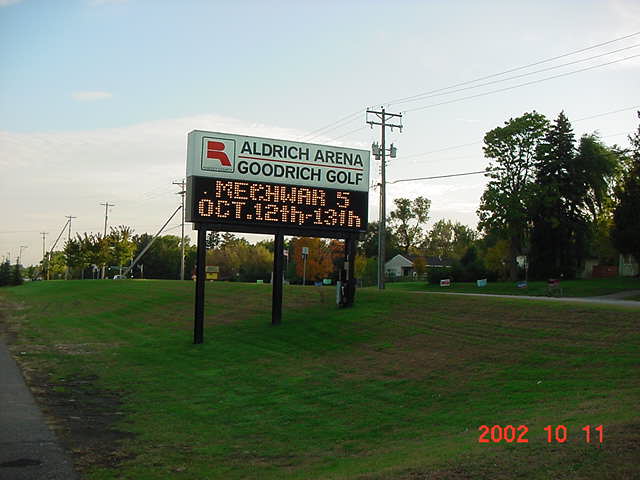 ALDRICH ARENA
GOODRICH GOLF
MECHWAR 5
OCT.12th-13th
2002 10 11